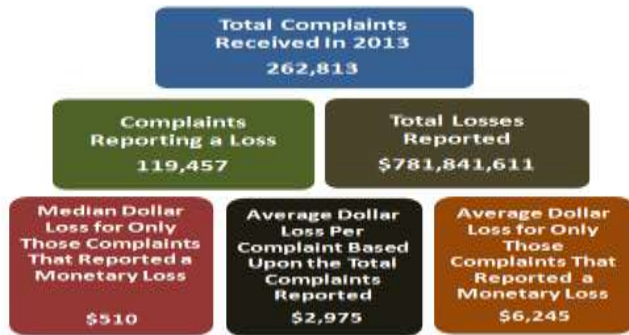 Total Complaints
Received In 2013
262,813
Complaints
Reporting a Loss
119,457
Total Losses
Reported
$781,841,611
Median Dollar
Loss for Only
Those Complaints
That Reported a
Monetary Loss
$510
Average Dollar
Loss Per
Complaint Based
Upon the Total
Complaints
Reported
$2,975
Average Dollar
Loss for Only
Those
Complaints That
Reported a
Monetary Loss
$6,245